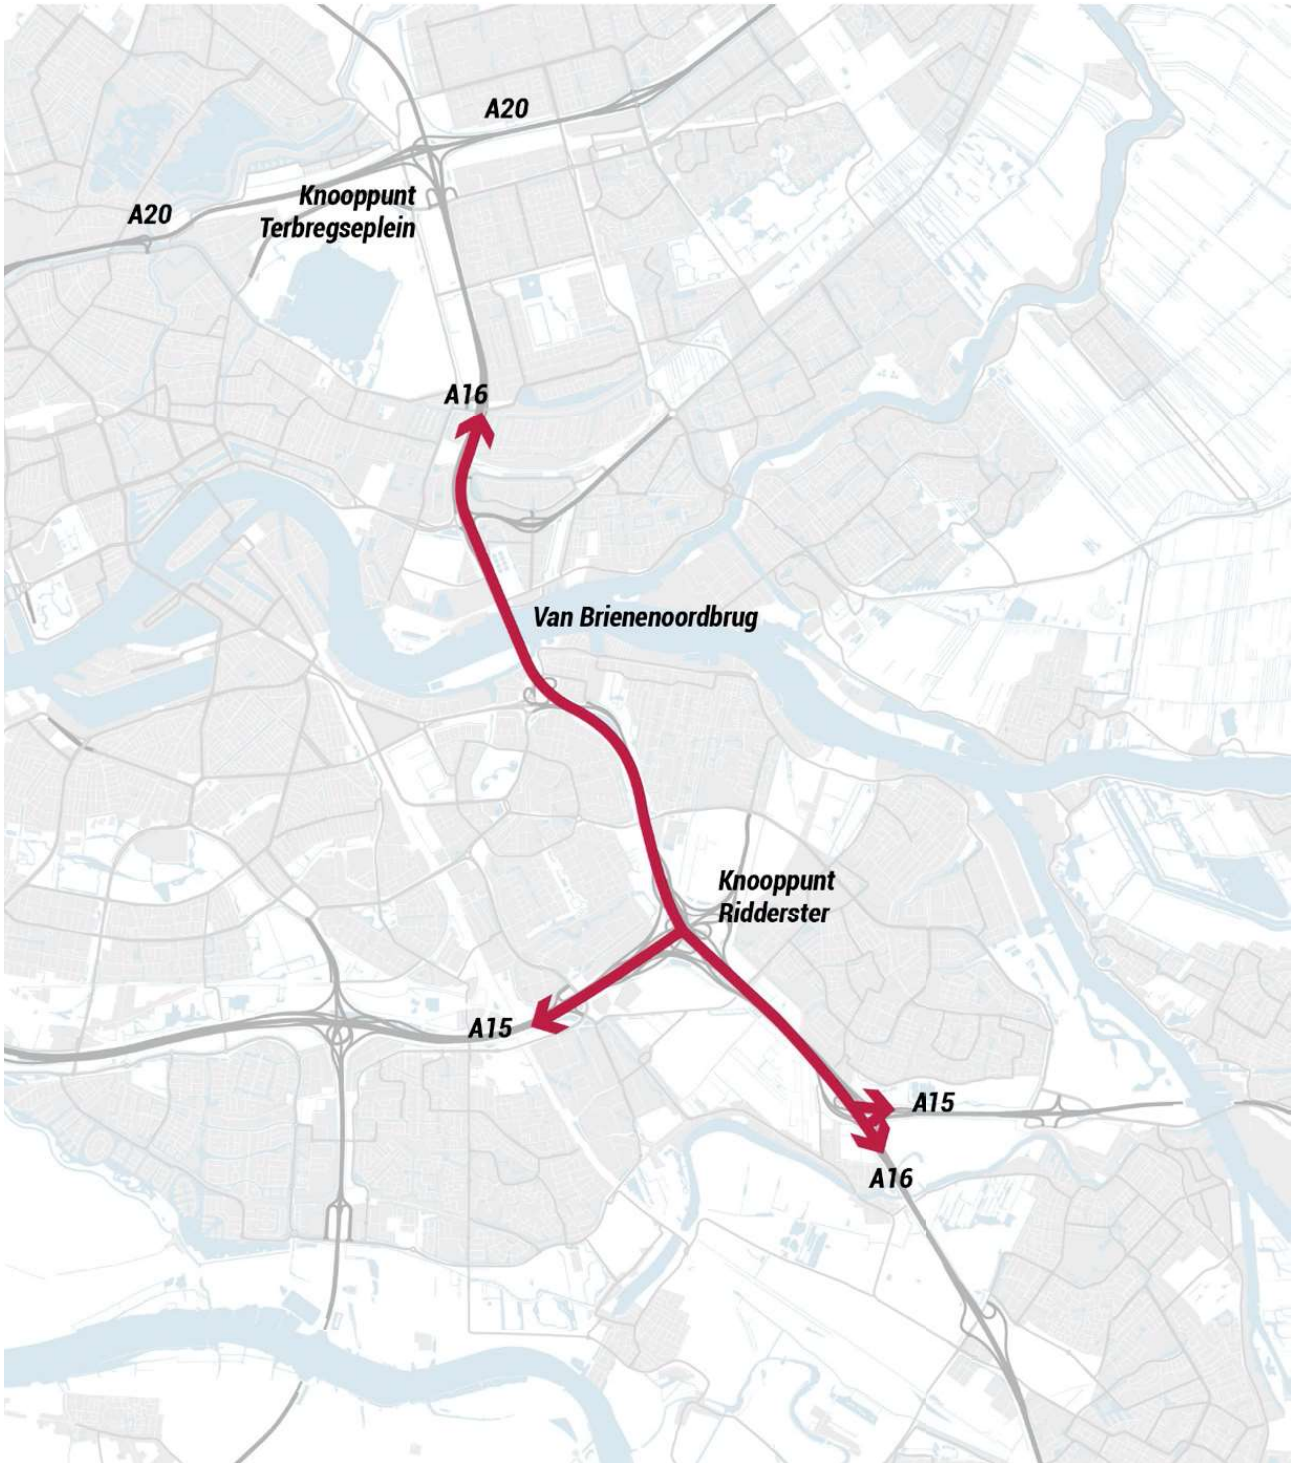 A20
Knooppunt
Terbregseplein
A20
A16
Van Brienenoordbrug
Knooppunt
Ridderster
A15
A15
A16